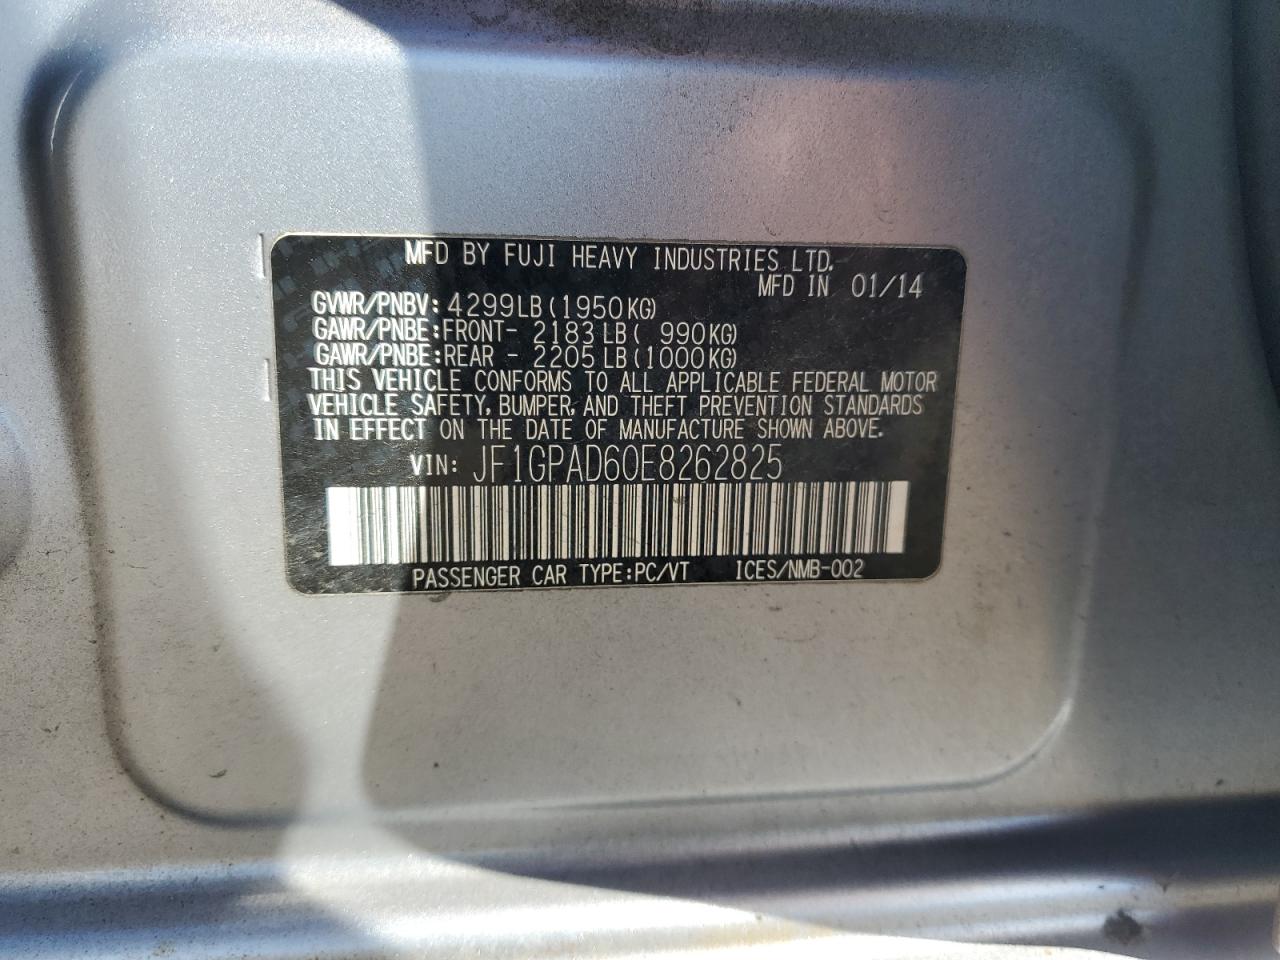 MFD BY FUJI HEAVY INDUSTRIES LTD.
MFD IN 01/14
GVWR/PNBV: 4299LB (1950KG)
GAWR/PNBE: FRONT- 2183 LB ( 990KG)
GAWR/PNBE: REAR - 2205 LB (1000KG)
THIS VEHICLE CONFORMS TO ALL APPLICABLE FEDERAL MOTOR
VEHICLE SAFETY, BUMPER, AND THEFT PREVENTION STANDARDS
IN EFFECT ON THE DATE OF MANUFACTURE SHOWN ABOVE.
VIN: JF1GPAD60E8262825
PASSENGER CAR TYPE:PC/VT ICES/NMB-002